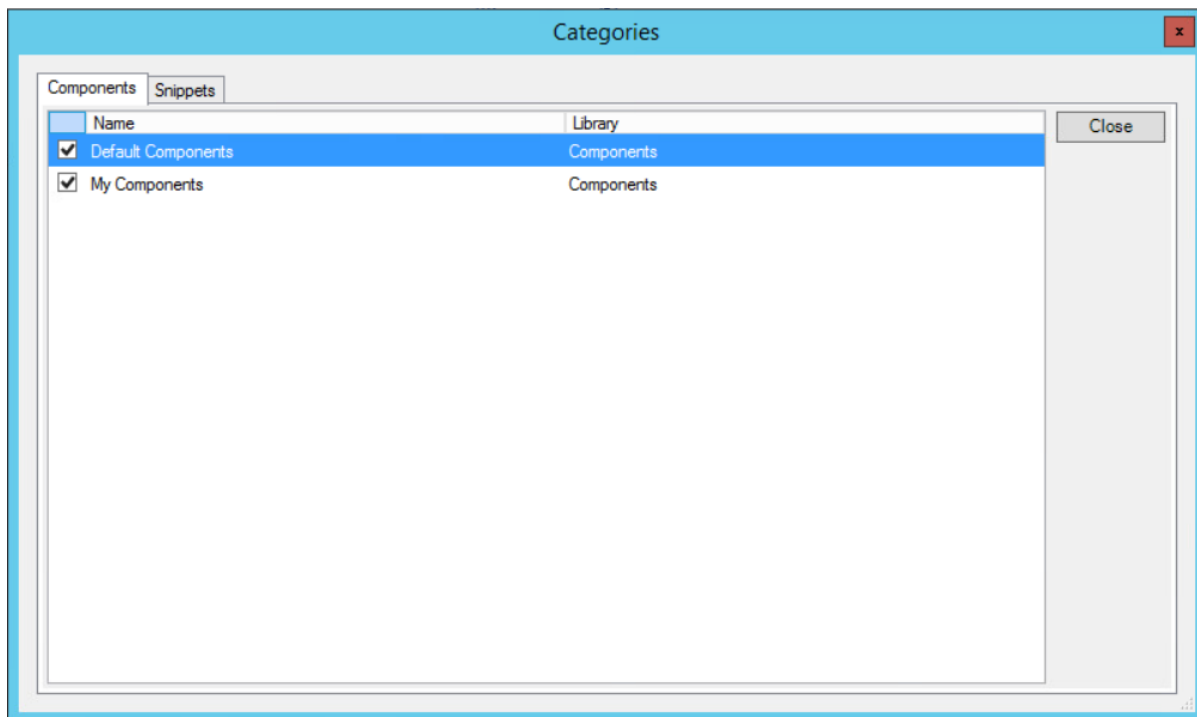 Categories
x
Components Snippets
Name Library Close
Default Components Components
My Components Components